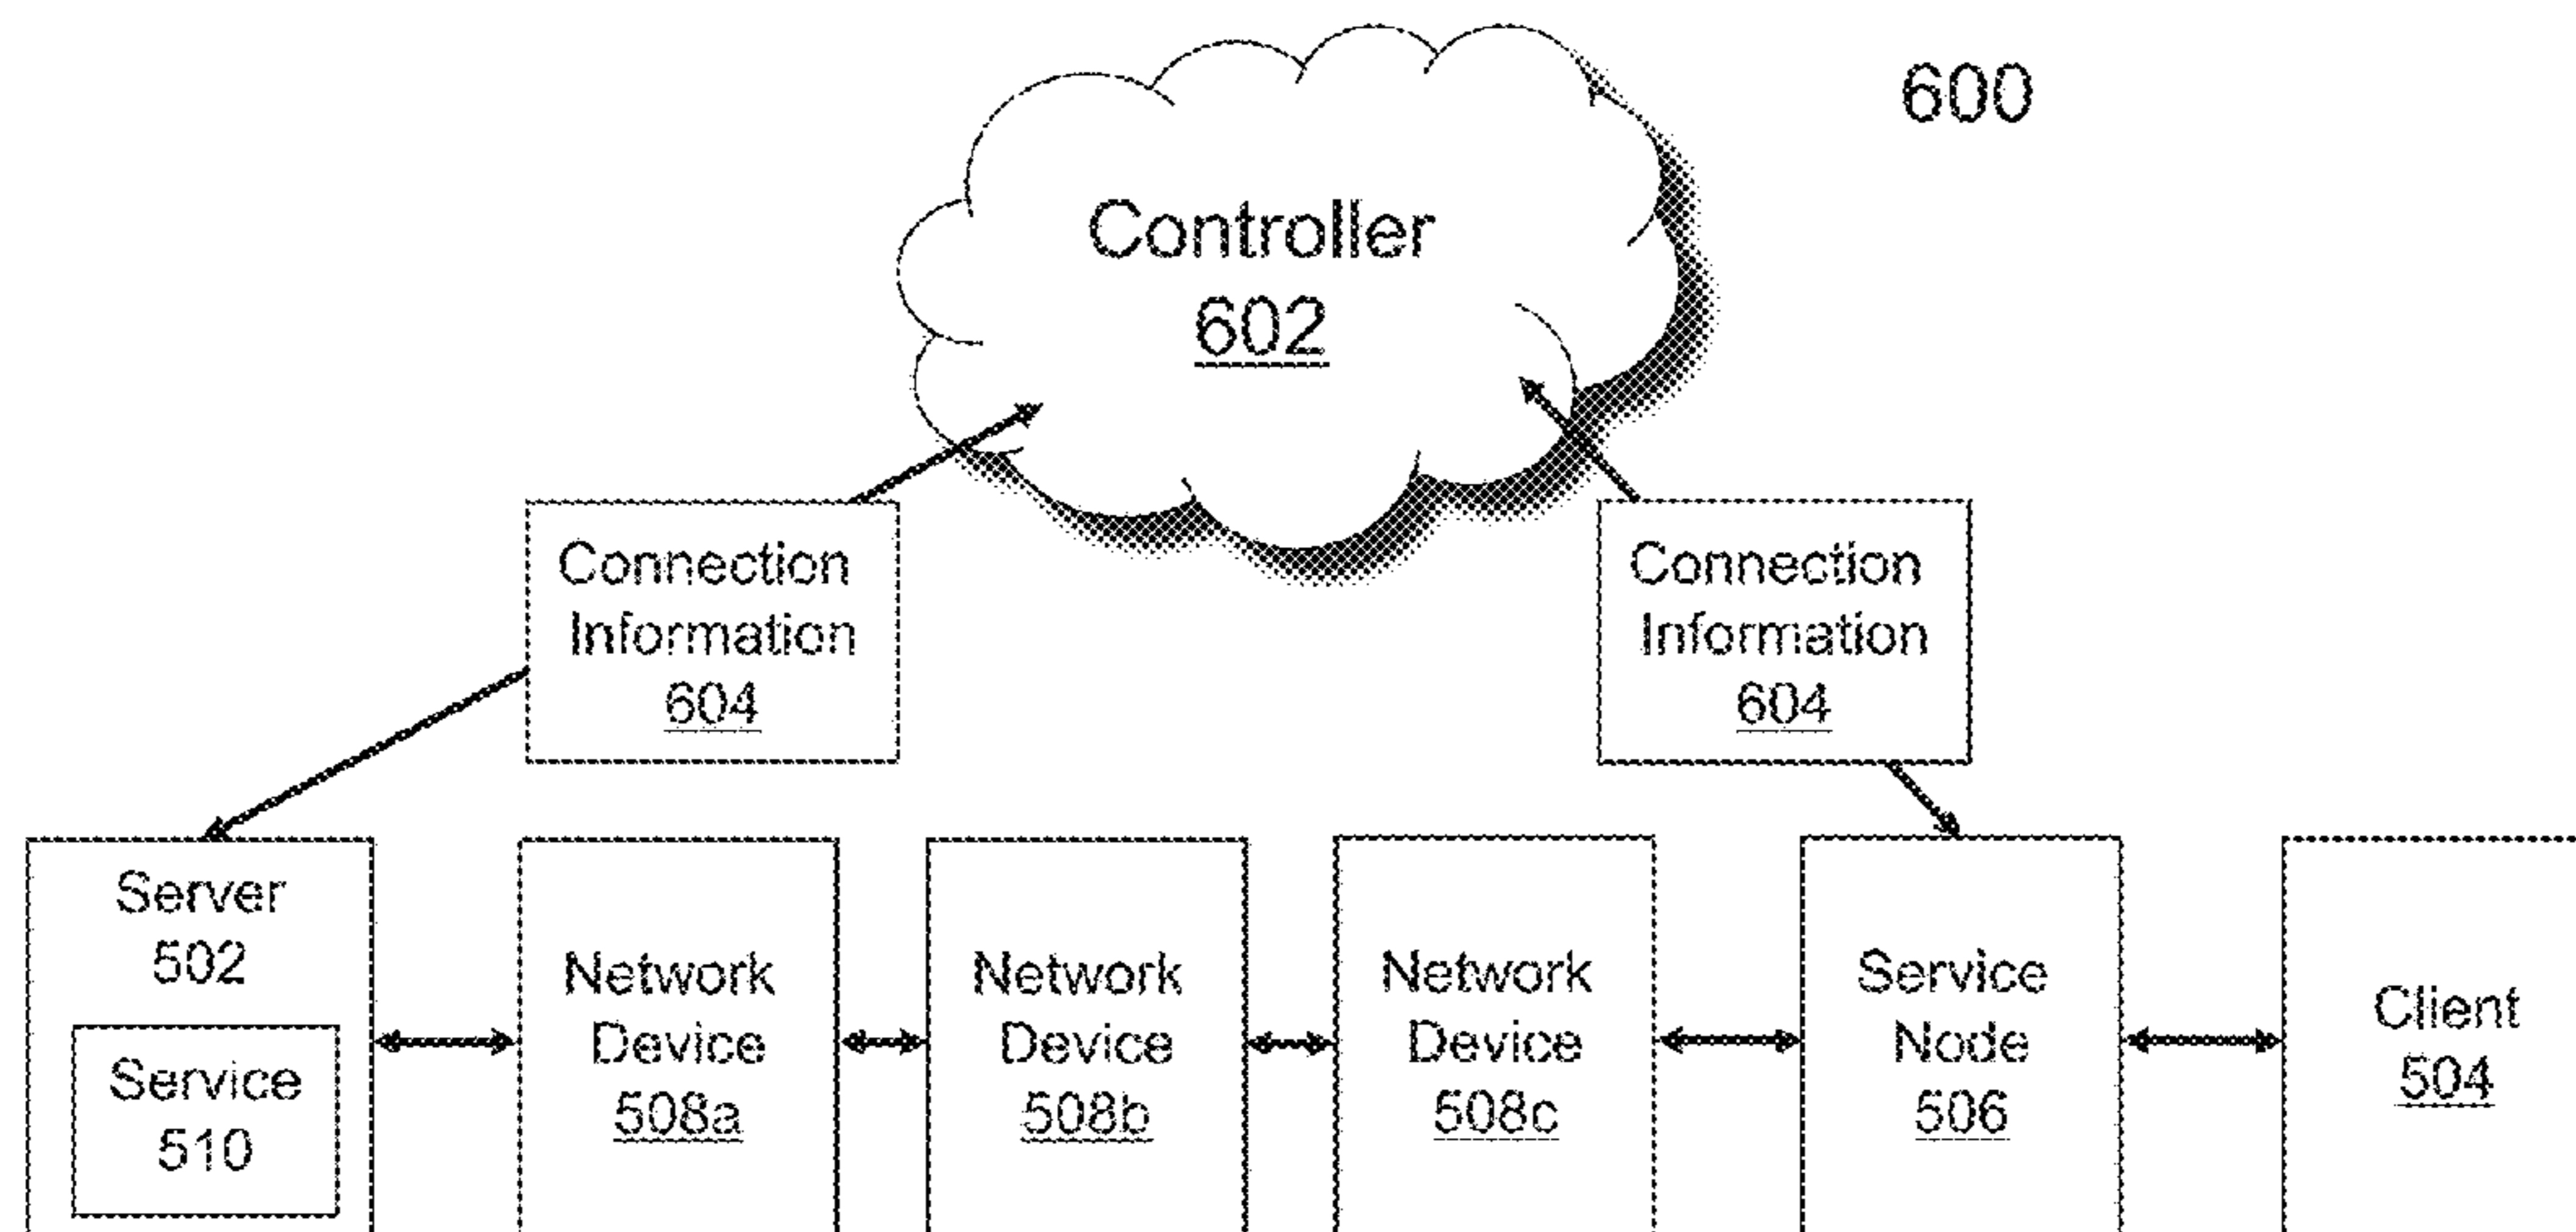 600
Controller
602
Connection
Information
604
Connection
Information
604
Server
502
Service
510
Network
Device
508a
Network
Device
508b
Network
Device
508c
Service
Node
506
Client
504